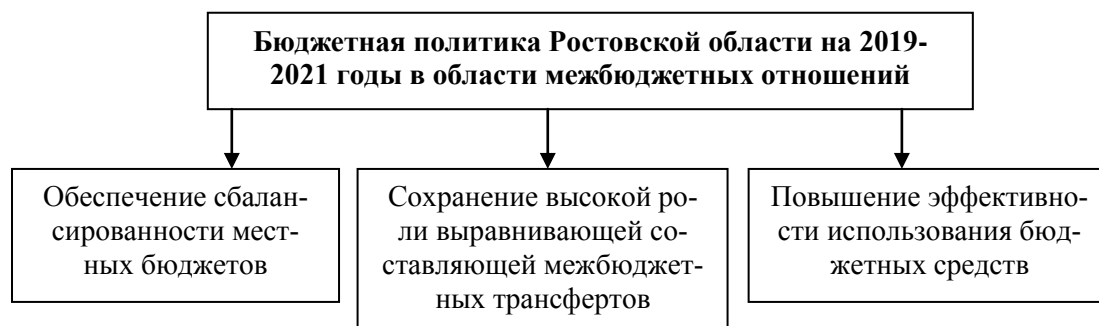 Бюджетная политика Ростовской области на 2019-
2021 годы в области межбюджетных отношений
Обеспечение сбалан-
сированности мест-
ных бюджетов
Сохранение высокой ро-
ли выравнивающей со-
ставляющей межбюджет-
ных трансфертов
Повышение эффективно-
сти использования бюд-
жетных средств